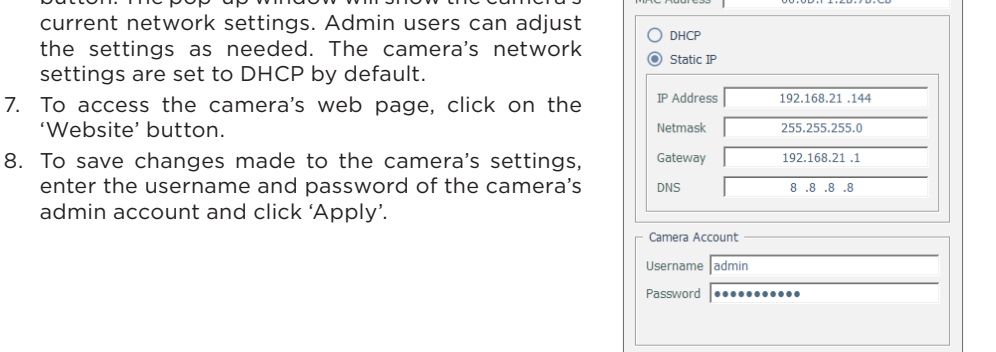 button. The pop-up window will show the camera's
current network settings. Admin users can adjust
the settings as needed. The camera's network
settings are set to DHCP by default.
7. To access the camera's web page, click on the
‘Website’ button.
8. To save changes made to the camera's settings,
enter the username and password of the camera's
admin account and click ‘Apply’.
MAC Address
DHCP
Static IP
IP Address 192.168.21 .144
Netmask 255.255.255.0
Gateway 192.168.21 .1
DNS 8 .8 .8 .8
Camera Account
Username admin
Password ●●●●●●●●●●●